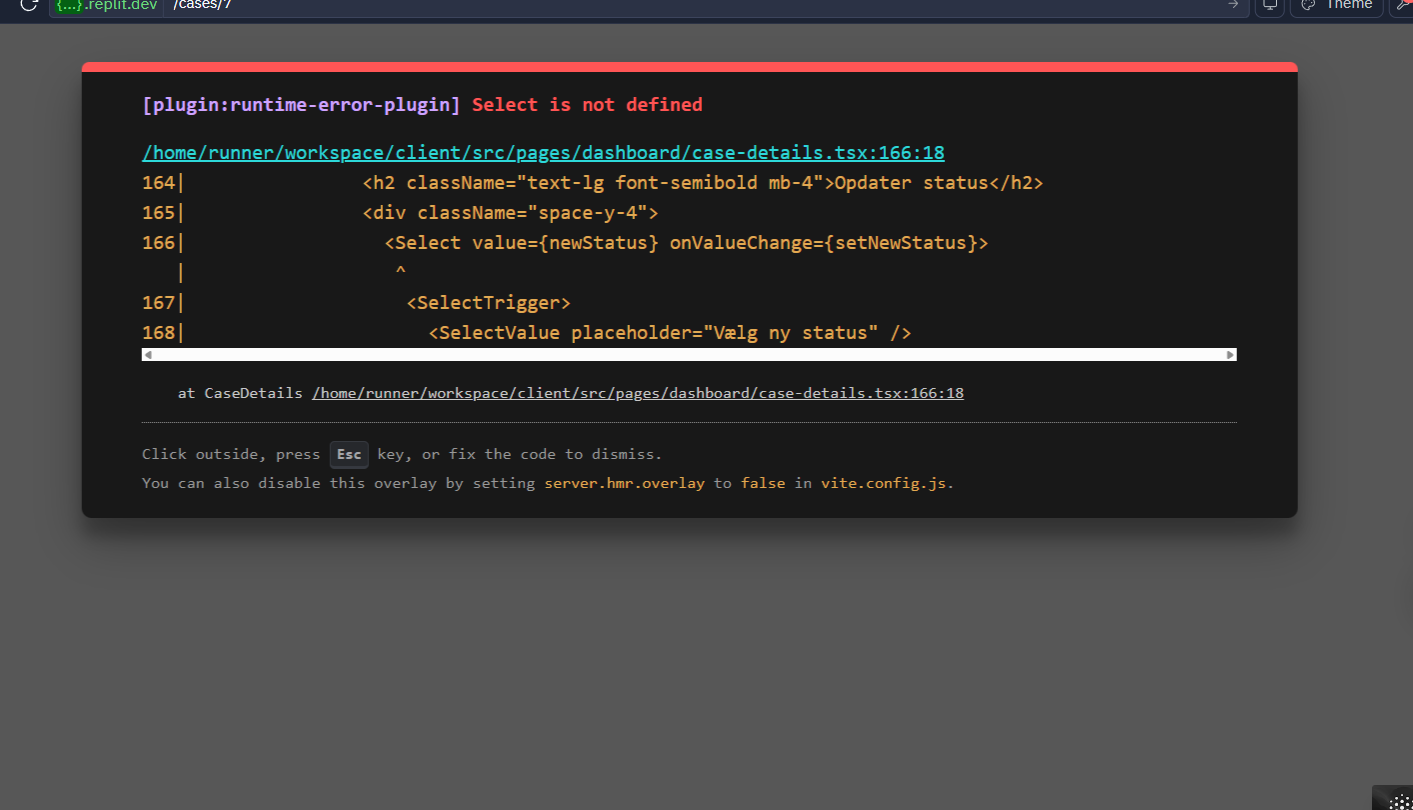 {...}.replit.dev /cases/7 → Theme
[plugin:runtime-error-plugin] Select is not defined
/home/runner/workspace/client/src/pages/dashboard/case-details.tsx:166:18
164|                <h2 className="text-lg font-semibold mb-4">Opdater status</h2>
165|                <div className="space-y-4">
166|                  <Select value={newStatus} onValueChange={setNewStatus}>
   |                   ^
167|                    <SelectTrigger>
168|                      <SelectValue placeholder="Vælg ny status" />
at CaseDetails /home/runner/workspace/client/src/pages/dashboard/case-details.tsx:166:18
Click outside, press Esc key, or fix the code to dismiss.
You can also disable this overlay by setting server.hmr.overlay to false in vite.config.js.